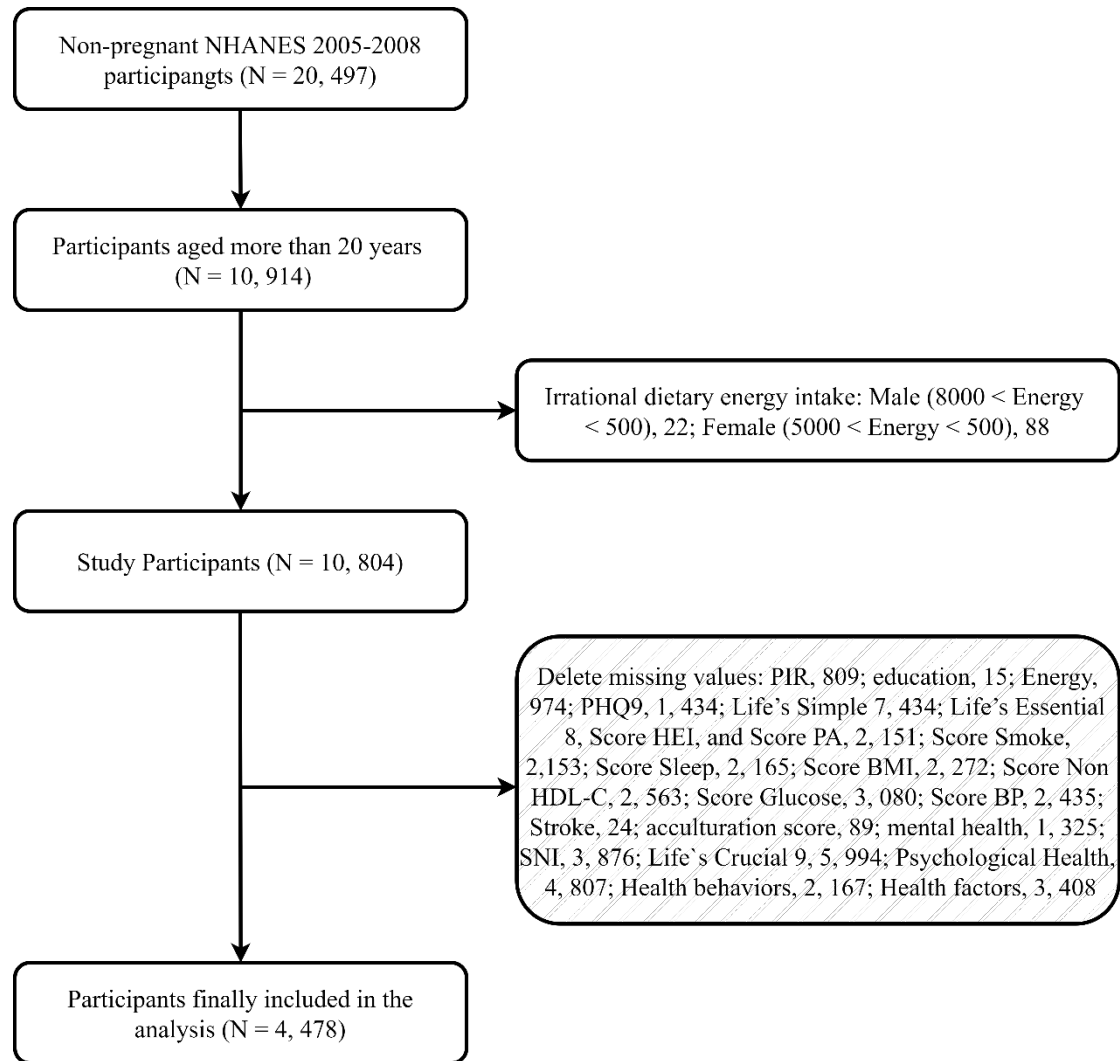 Non-pregnant NHANES 2005-2008
participangts (N = 20, 497)
Participants aged more than 20 years
(N = 10, 914)
Irrational dietary energy intake: Male (8000 < Energy
< 500), 22; Female (5000 < Energy < 500), 88
Study Participants (N = 10, 804)
Delete missing values: PIR, 809; education, 15; Energy,
974; PHQ9, 1, 434; Life’s Simple 7, 434; Life’s Essential
8, Score HEI, and Score PA, 2, 151; Score Smoke,
2,153; Score Sleep, 2, 165; Score BMI, 2, 272; Score Non
HDL-C, 2, 563; Score Glucose, 3, 080; Score BP, 2, 435;
Stroke, 24; acculturation score, 89; mental health, 1, 325;
SNI, 3, 876; Life`s Crucial 9, 5, 994; Psychological Health,
4, 807; Health behaviors, 2, 167; Health factors, 3, 408
Participants finally included in the
analysis (N = 4, 478)